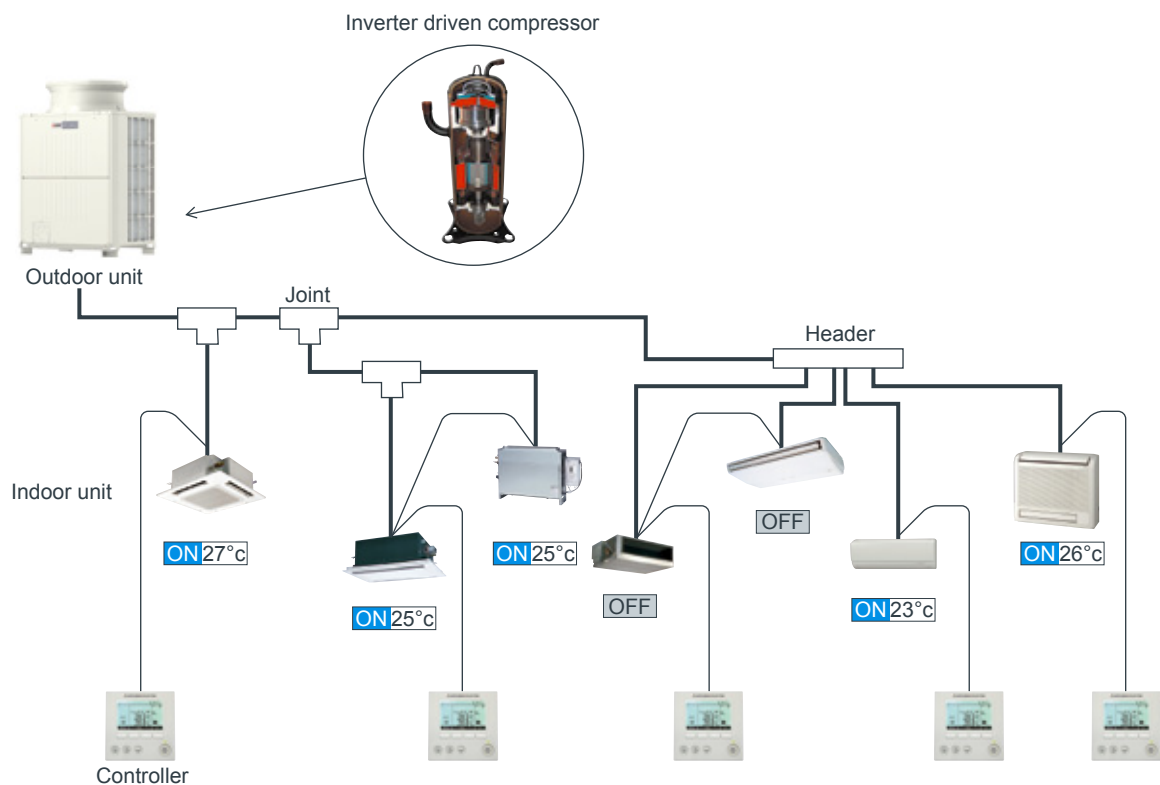 Inverter driven compressor
Outdoor unit
Joint
Header
Indoor unit
ON 27°c
ON 25°c
OFF
ON 26°c
ON 25°c
OFF
ON 23°c
Controller